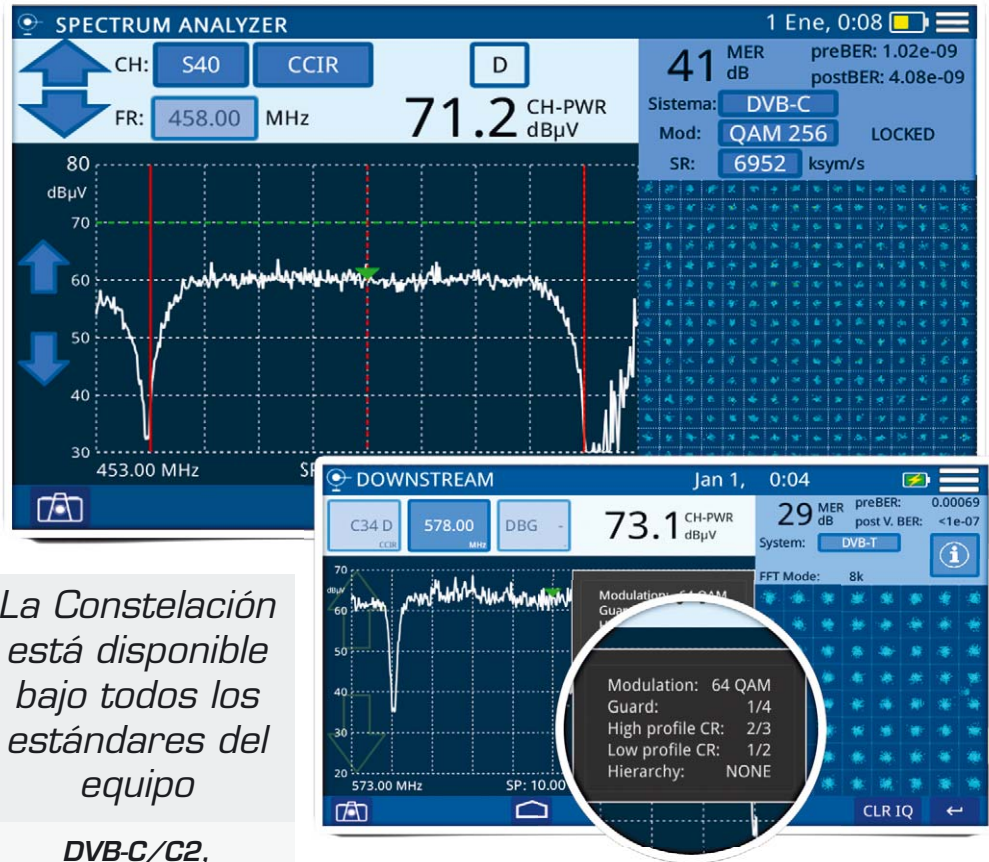 SPECTRUM ANALYZER
1 Ene, 0:08
CH: S40 CCIR D
FR: 458.00 MHz
71.2 CH-PWR dBµV
41 MER dB
preBER: 1.02e-09
postBER: 4.08e-09
Sistema: DVB-C
Mod: QAM 256 LOCKED
SR: 6952 ksym/s
80
dBµV
70
60
50
40
30
453.00 MHz
DOWNSTREAM
Jan 1, 0:04
C34 D
CCIR
578.00
MHz
DBG -
73.1 CH-PWR dBµV
29 MER dB
preBER: 0.00069
post V. BER: <1e-07
System: DVB-T
FFT Mode: 8k
70
dBµV
60
50
40
30
20
573.00 MHz
SP: 10.00
Modulation: 64 QAM
Modulation: 64 QAM
Guard: 1/4
High profile CR: 2/3
Low profile CR: 1/2
Hierarchy: NONE
CLR IQ
La Constelación
está disponible
bajo todos los
estándares del
equipo
DVB-C/C2,